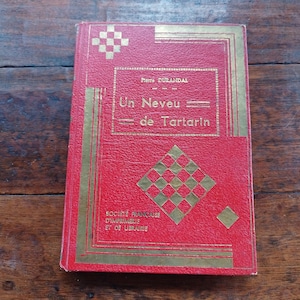 Pierre DURANDAL
Un Neveu
de Tartarin
SOCIÉTÉ FRANÇAISE
D'IMPRIMERIE
ET DE LIBRAIRIE